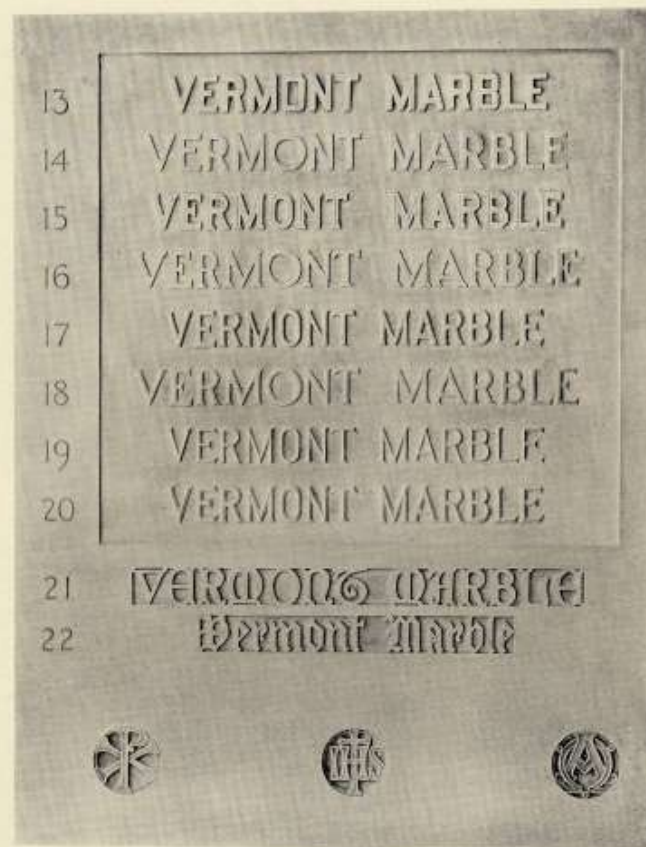 13 VERMONT MARBLE
14 VERMONT MARBLE
15 VERMONT MARBLE
16 VERMONT MARBLE
17 VERMONT MARBLE
18 VERMONT MARBLE
19 VERMONT MARBLE
20 VERMONT MARBLE
21 VERMONT MARBLE
22 Vermont Marble
IHS